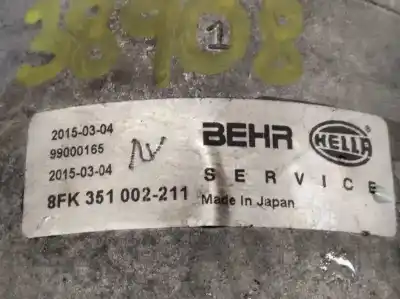 38908
1
2015-03-04
99000165
2015-03-04
8FK 351 002-211
N
BEHR HELLA
SERVICE
Made in Japan